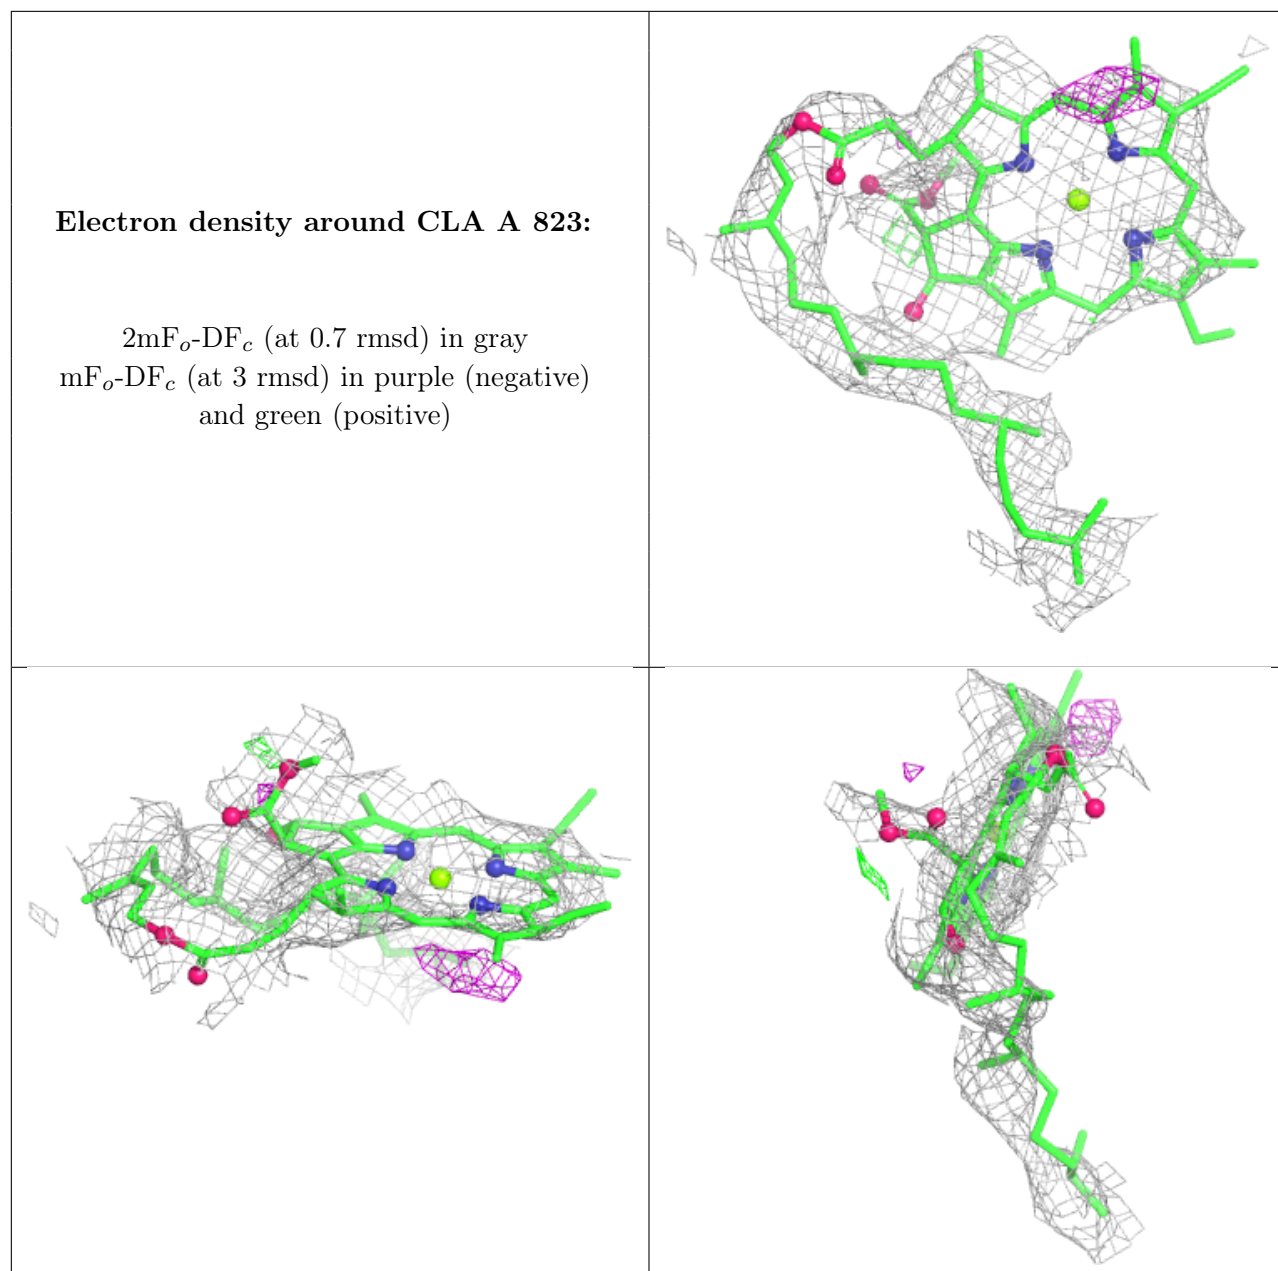 Electron density around CLA A 823:
2mFo-DFc (at 0.7 rmsd) in gray
mFo-DFc (at 3 rmsd) in purple (negative)
and green (positive)